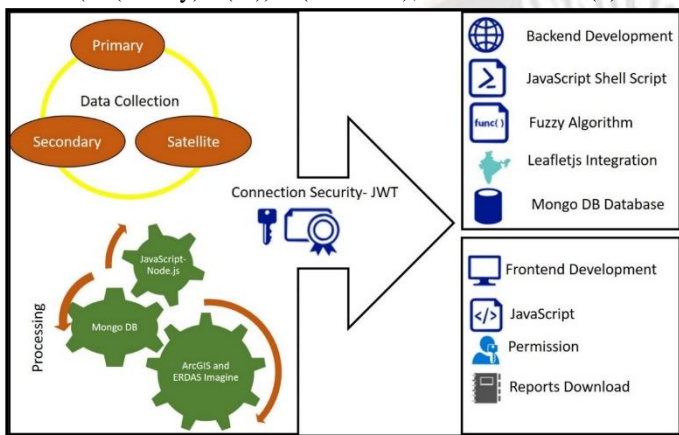 Primary
Data Collection
Secondary
Satellite
Processing
JavaScript-
Node.js
Mongo DB
ArcGIS and
ERDAS Imagine
Connection Security- JWT
Backend Development
JavaScript Shell Script
func( )
Fuzzy Algorithm
Leafletjs Integration
Mongo DB Database
Frontend Development
</>
JavaScript
Permission
Reports Download